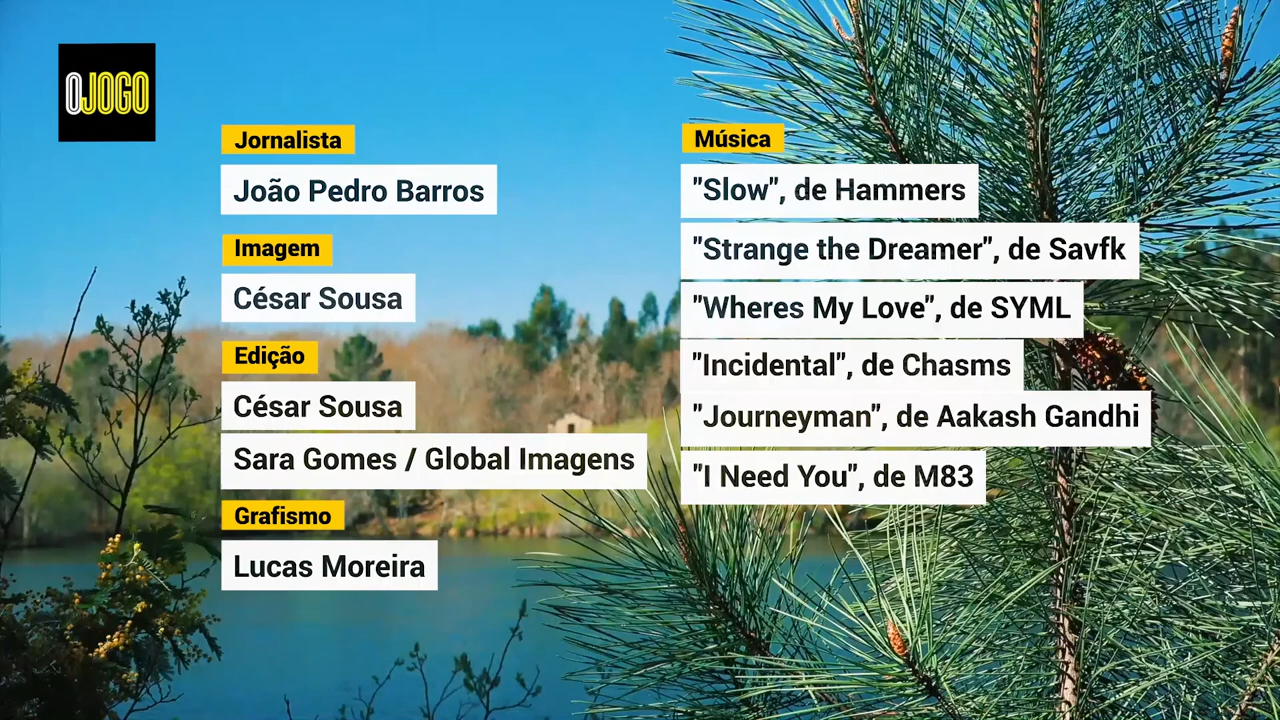 OJOGO
Jornalista
João Pedro Barros
Imagem
César Sousa
Edição
César Sousa
Sara Gomes / Global Imagens
Grafismo
Lucas Moreira
Música
"Slow", de Hammers
"Strange the Dreamer", de Savfk
"Wheres My Love", de SYML
"Incidental", de Chasms
"Journeyman", de Aakash Gandhi
"I Need You", de M83